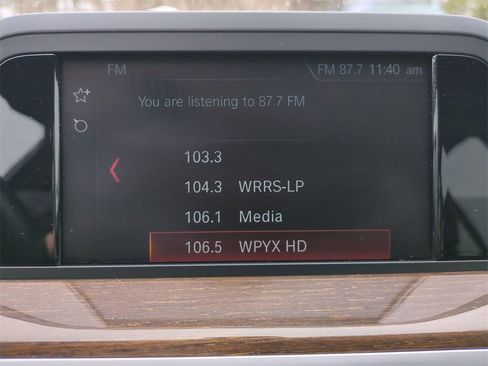 FM FM 87.7 11:40 am
You are listening to 87.7 FM
103.3
104.3 WRRS-LP
106.1 Media
106.5 WPYX HD